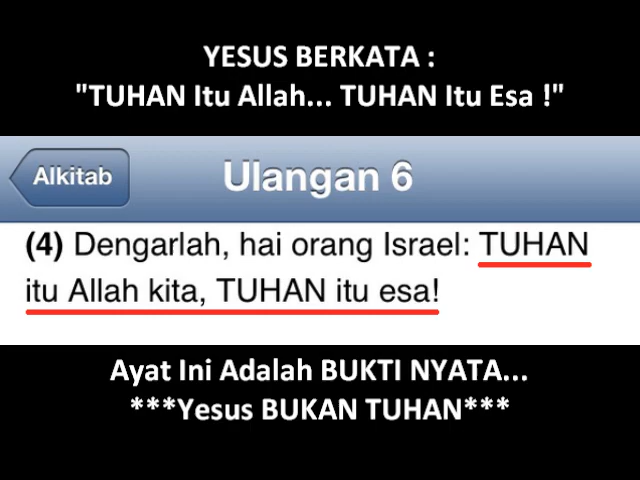 YESUS BERKATA :
"TUHAN Itu Allah... TUHAN Itu Esa !"
Alkitab
Ulangan 6
(4) Dengarlah, hai orang Israel: TUHAN
itu Allah kita, TUHAN itu esa!
Ayat Ini Adalah BUKTI NYATA...
***Yesus BUKAN TUHAN***